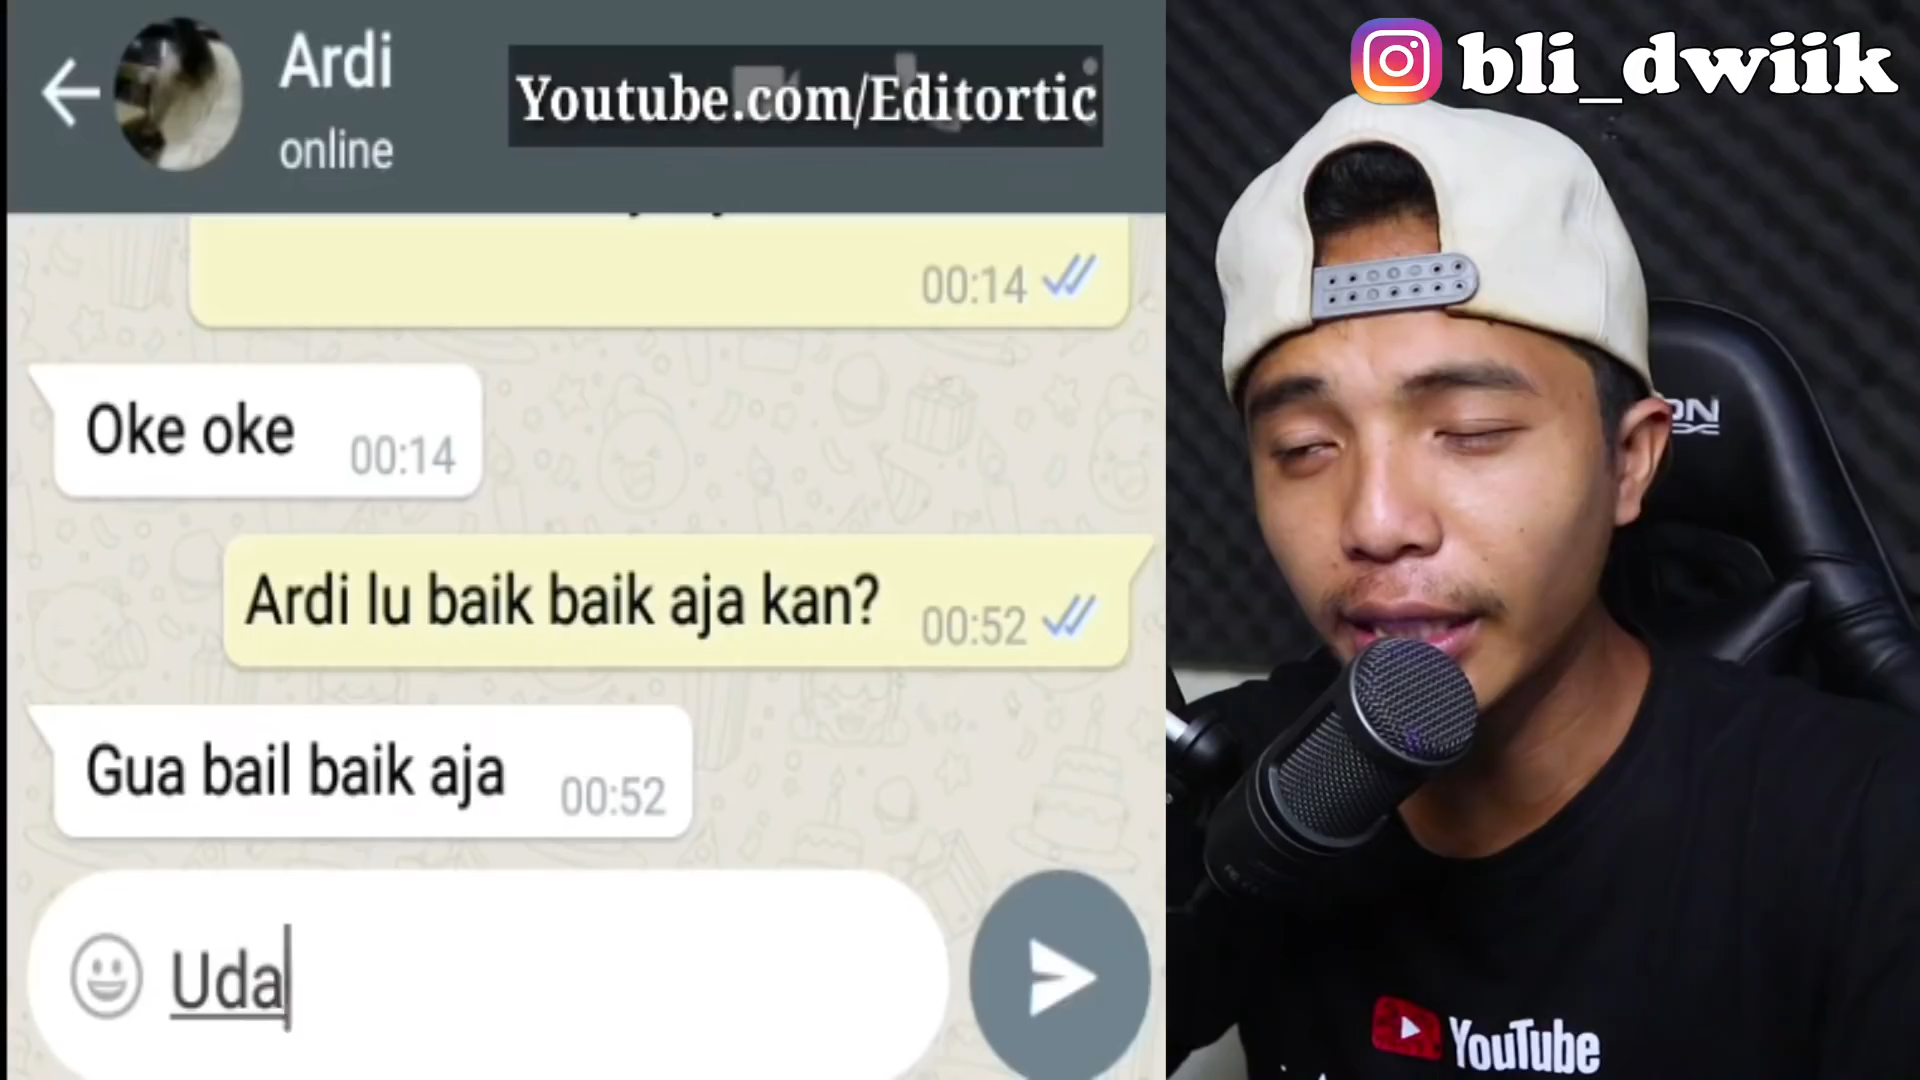 Ardi
online
Youtube.com/Editortic
bli_dwiik
00:14
Oke oke
00:14
Ardi lu baik baik aja kan?
00:52
Gua bail baik aja
00:52
Uda
YouTube